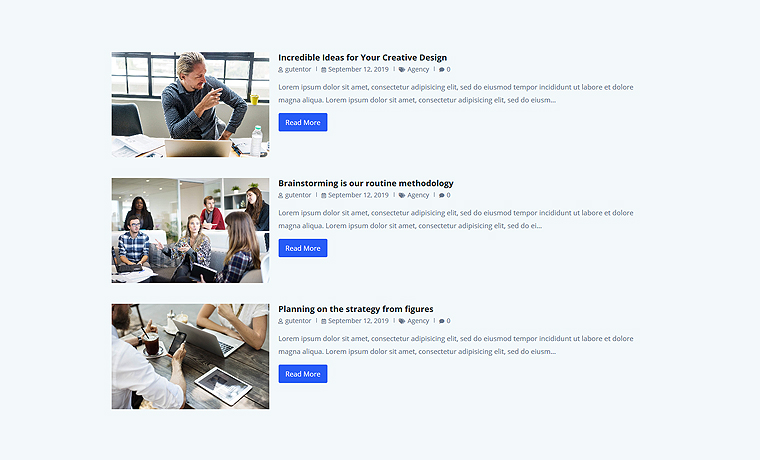 Incredible Ideas for Your Creative Design
gutentor | September 12, 2019 | Agency | 0
Lorem ipsum dolor sit amet, consectetur adipisicing elit, sed do eiusmod tempor incididunt ut labore et dolore
magna aliqua. Lorem ipsum dolor sit amet, consectetur adipisicing elit, sed do eiusm...
Read More
Brainstorming is our routine methodology
gutentor | September 12, 2019 | Agency | 0
Lorem ipsum dolor sit amet, consectetur adipisicing elit, sed do eiusmod tempor incididunt ut labore et dolore
magna aliqua. Lorem ipsum dolor sit amet, consectetur adipisicing elit, sed do ei...
Read More
Planning on the strategy from figures
gutentor | September 12, 2019 | Agency | 0
Lorem ipsum dolor sit amet, consectetur adipisicing elit, sed do eiusmod tempor incididunt ut labore et dolore
magna aliqua. Lorem ipsum dolor sit amet, consectetur adipisicing elit, sed do eiusm...
Read More